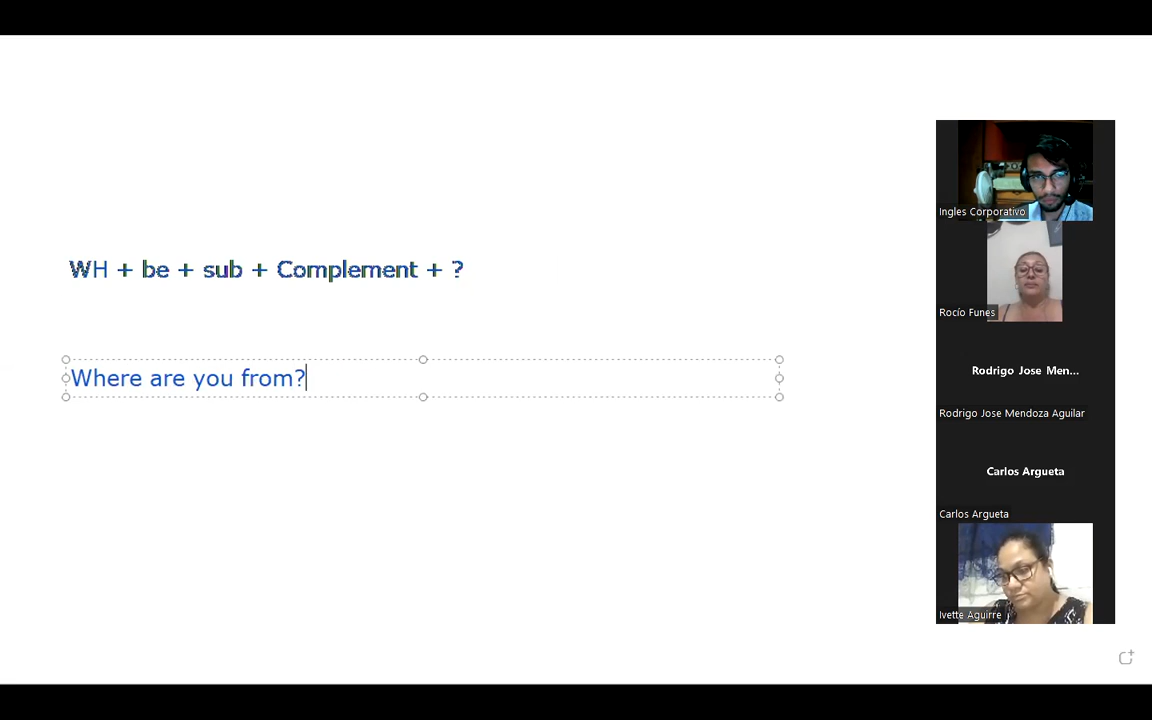 WH + be + sub + Complement + ?
Where are you from?
Ingles Corporativo
Rocío Funes
Rodrigo Jose Men...
Rodrigo Jose Mendoza Aguilar
Carlos Argueta
Carlos Argueta
Ivette Aguirre